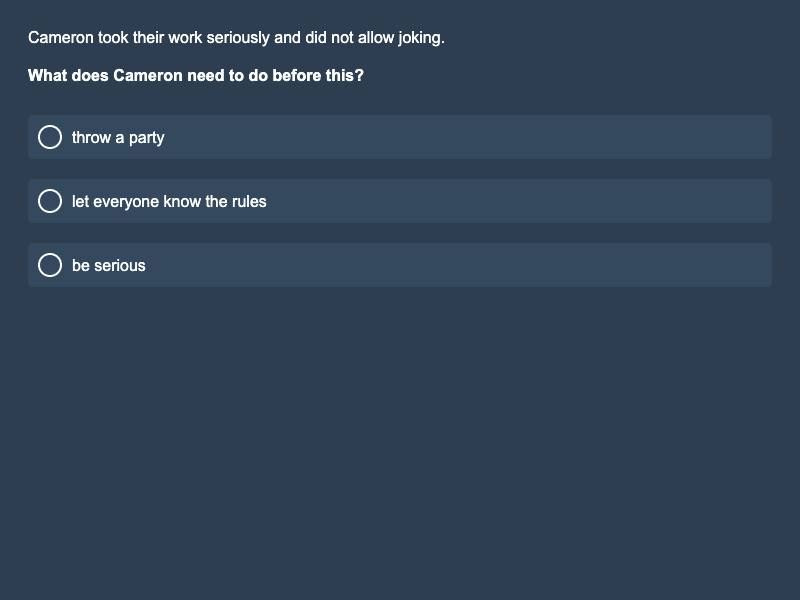 Cameron took their work seriously and did not allow joking.
What does Cameron need to do before this?
throw a party
let everyone know the rules
be serious